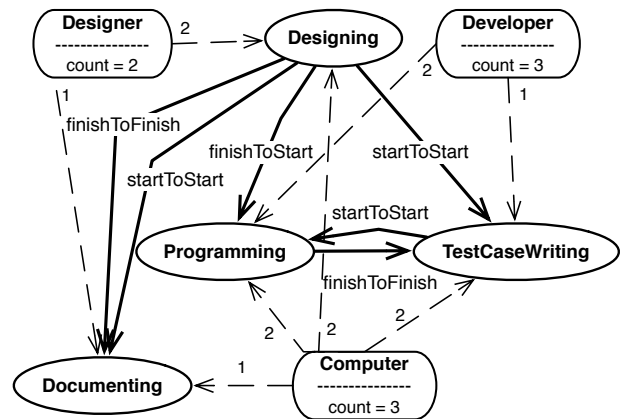 Designer
----------------
count = 2
2
Designing
Developer
----------------
count = 3
1
2
1
finishToFinish
finishToStart
startToStart
startToStart
startToStart
Programming
TestCaseWriting
finishToFinish
2
2
2
Computer
----------------
count = 3
1
Documenting